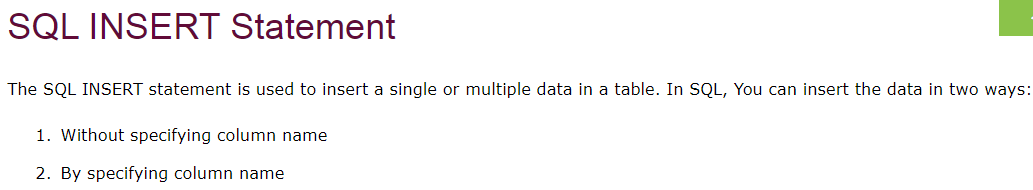 SQL INSERT Statement
The SQL INSERT statement is used to insert a single or multiple data in a table. In SQL, You can insert the data in two ways:
1. Without specifying column name
2. By specifying column name